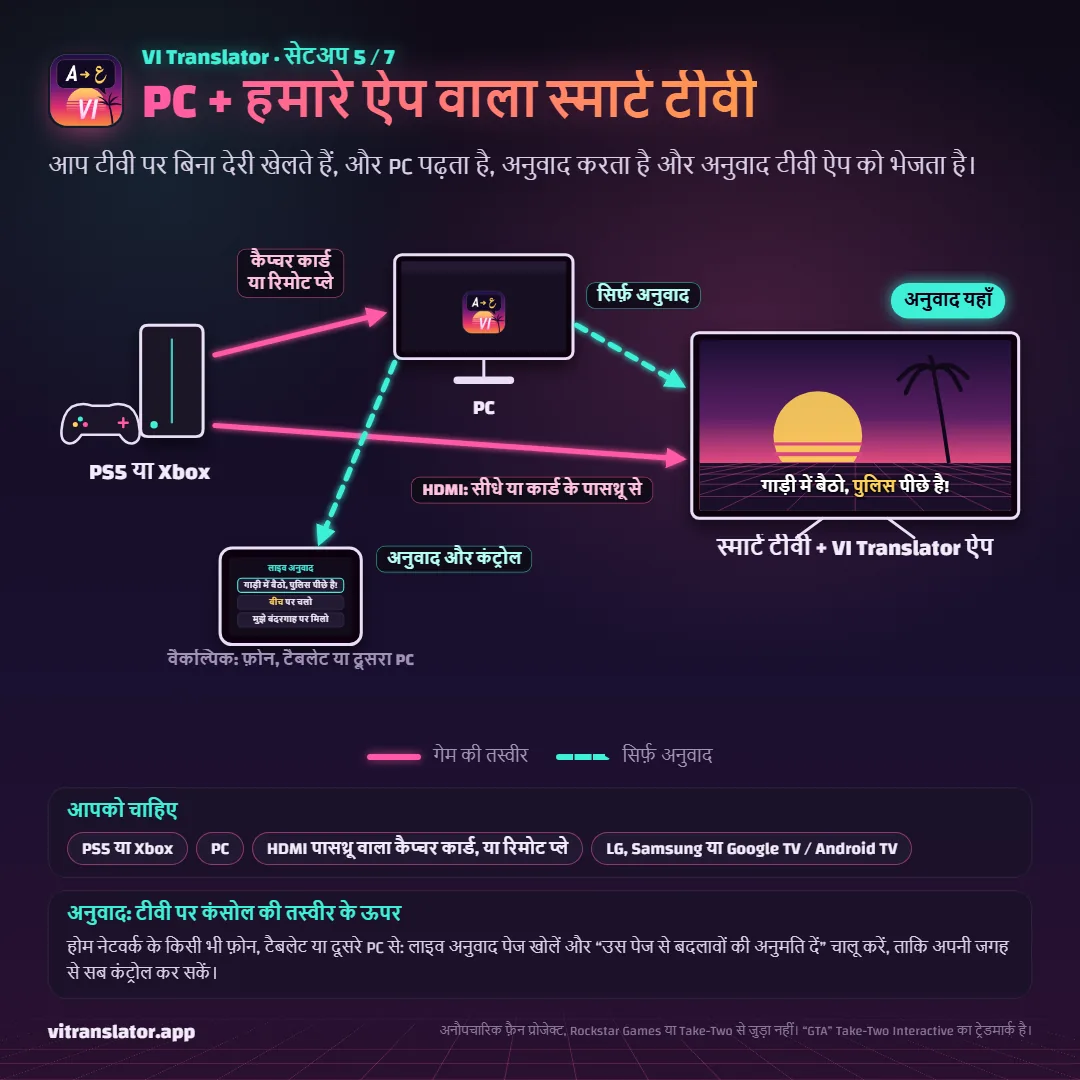 VI Translator · सेटअप 5 / 7
PC + हमारे ऐप वाला स्मार्ट टीवी
A→ع
VI
आप टीवी पर बिना देरी खेलते हैं, और PC पढ़ता है, अनुवाद करता है और अनुवाद टीवी ऐप को भेजता है।
कैप्चर कार्ड
या रिमोट प्ले
A→ع
VI
सिर्फ़ अनुवाद
अनुवाद यहाँ
PC
PS5 या Xbox
HDMI: सीधे या कार्ड के पासथ्रू से
गाड़ी में बैठो, पुलिस पीछे है!
स्मार्ट टीवी + VI Translator ऐप
अनुवाद और कंट्रोल
लाइव अनुवाद
गाड़ी में बैठो, पुलिस पीछे है!
बीच पर चलो
मुझे बंदरगाह पर मिलो
वैकल्पिक: फ़ोन, टैबलेट या दूसरा PC
गेम की तस्वीर
सिर्फ़ अनुवाद
आपको चाहिए
PS5 या Xbox
PC
HDMI पासथ्रू वाला कैप्चर कार्ड, या रिमोट प्ले
LG, Samsung या Google TV / Android TV
अनुवाद: टीवी पर कंसोल की तस्वीर के ऊपर
होम नेटवर्क के किसी भी फ़ोन, टैबलेट या दूसरे PC से: लाइव अनुवाद पेज खोलें और “उस पेज से बदलावों की अनुमति दें” चालू करें, ताकि अपनी जगह
से सब कंट्रोल कर सकें।
vitranslator.app
अनौपचारिक फ़ैन प्रोजेक्ट, Rockstar Games या Take-Two से जुड़ा नहीं। “GTA” Take-Two Interactive का ट्रेडमार्क है।